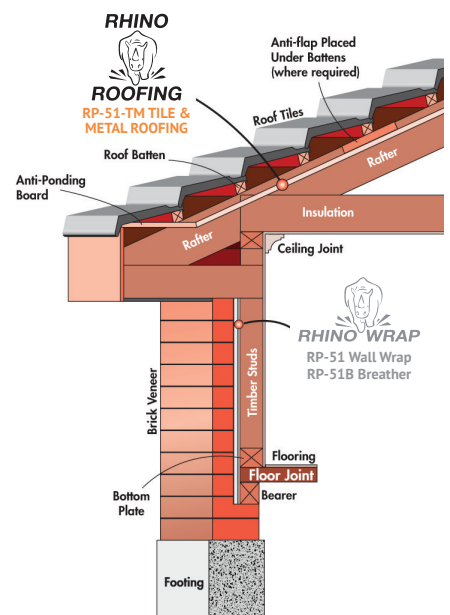 RHINO
ROOFING
RP-51-TM TILE &
METAL ROOFING
Anti-flap Placed
Under Battens
(where required)
Roof Tiles
Roof Batten
Rafter
Anti-Ponding
Board
Insulation
Rafter
Ceiling Joint
RHINO WRAP
RP-51 Wall Wrap
RP-51B Breather
Brick Veneer
Timber Studs
Flooring
Floor Joint
Bottom
Plate
Bearer
Footing